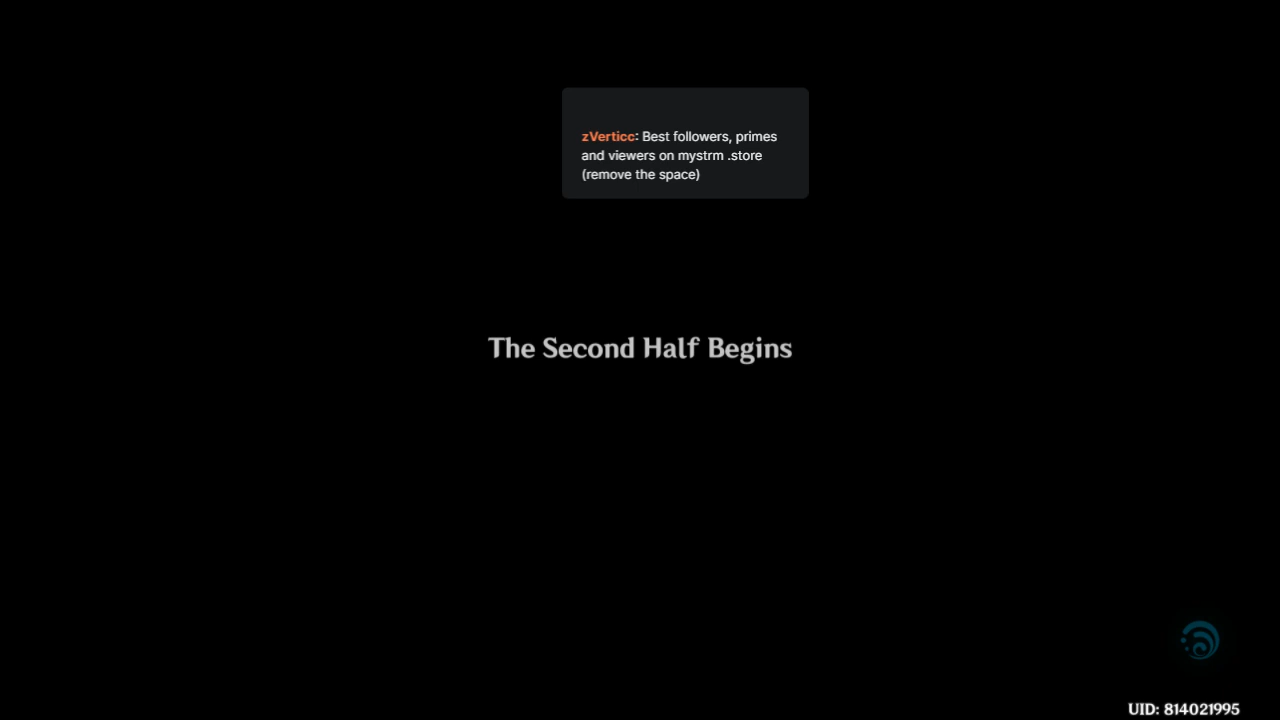 zVerticc: Best followers, primes
and viewers on mystrm .store
(remove the space)
The Second Half Begins
UID: 814021995